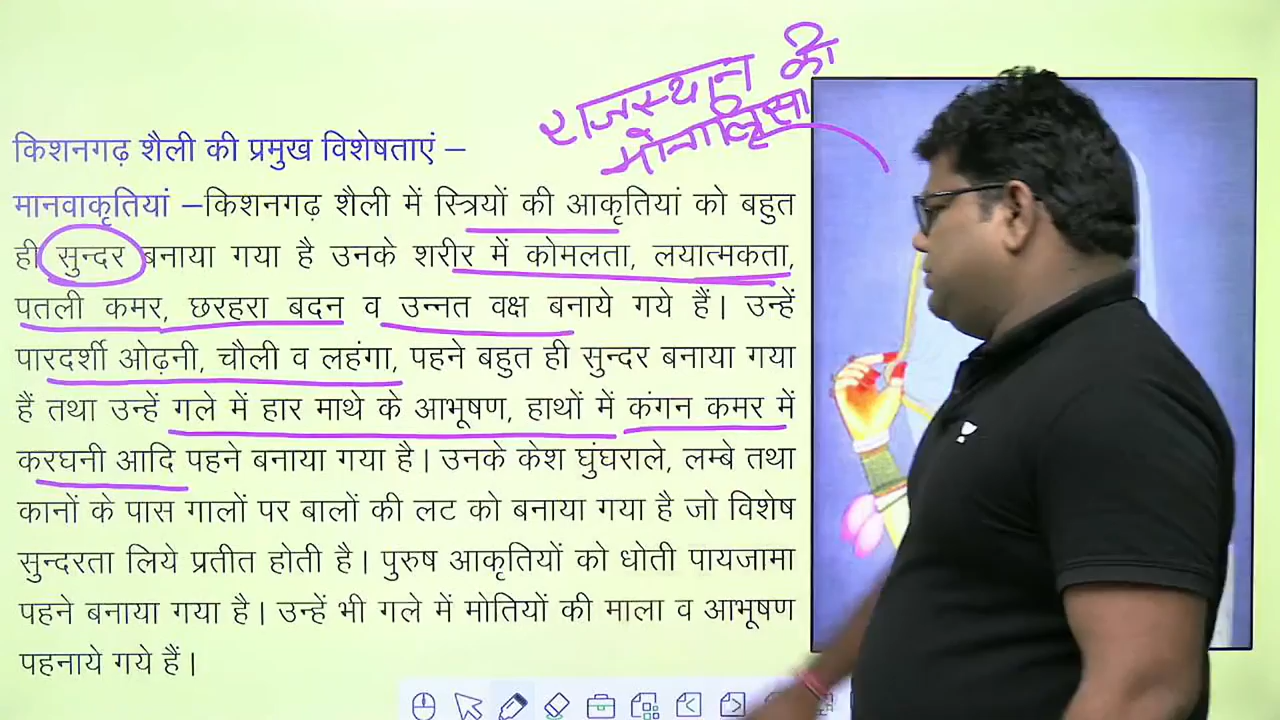 राजस्थान की
मोनालिसा
किशनगढ़ शैली की प्रमुख विशेषताएं –
मानवाकृतियां –किशनगढ़ शैली में स्त्रियों की आकृतियां को बहुत
ही सुन्दर बनाया गया है उनके शरीर में कोमलता, लयात्मकता,
पतली कमर, छरहरा बदन व उन्नत वक्ष बनाये गये हैं। उन्हें
पारदर्शी ओढ़नी, चौली व लहंगा, पहने बहुत ही सुन्दर बनाया गया
हैं तथा उन्हें गले में हार माथे के आभूषण, हाथों में कंगन कमर में
करघनी आदि पहने बनाया गया है। उनके केश घुंघराले, लम्बे तथा
कानों के पास गालों पर बालों की लट को बनाया गया है जो विशेष
सुन्दरता लिये प्रतीत होती है। पुरुष आकृतियों को धोती पायजामा
पहने बनाया गया है। उन्हें भी गले में मोतियों की माला व आभूषण
पहनाये गये हैं।